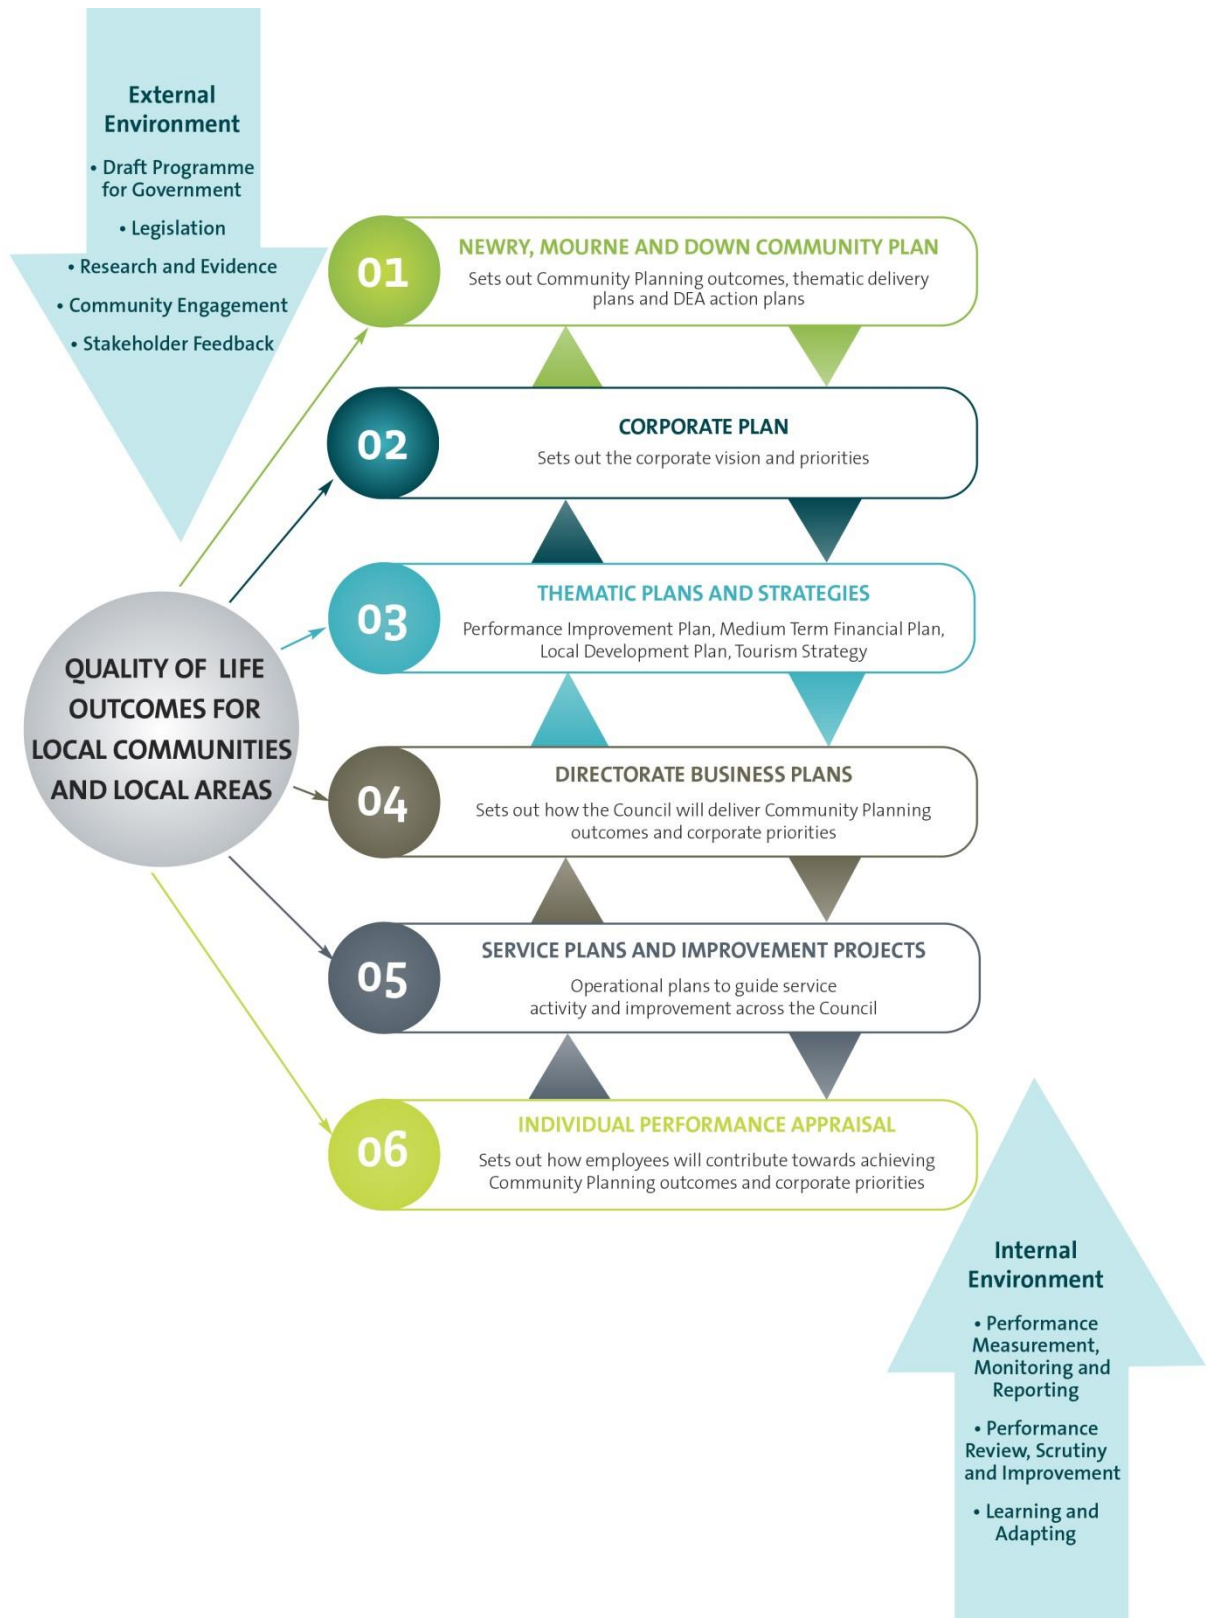 External
Environment
• Draft Programme
for Government
• Legislation
• Research and Evidence
• Community Engagement
• Stakeholder Feedback
01
NEWRY, MOURNE AND DOWN COMMUNITY PLAN
Sets out Community Planning outcomes, thematic delivery
plans and DEA action plans
02
CORPORATE PLAN
Sets out the corporate vision and priorities
03
THEMATIC PLANS AND STRATEGIES
Performance Improvement Plan, Medium Term Financial Plan,
Local Development Plan, Tourism Strategy
QUALITY OF LIFE
OUTCOMES FOR
LOCAL COMMUNITIES
AND LOCAL AREAS
04
DIRECTORATE BUSINESS PLANS
Sets out how the Council will deliver Community Planning
outcomes and corporate priorities
05
SERVICE PLANS AND IMPROVEMENT PROJECTS
Operational plans to guide service
activity and improvement across the Council
06
INDIVIDUAL PERFORMANCE APPRAISAL
Sets out how employees will contribute towards achieving
Community Planning outcomes and corporate priorities
Internal
Environment
• Performance
Measurement,
Monitoring and
Reporting
• Performance
Review, Scrutiny
and Improvement
• Learning and
Adapting